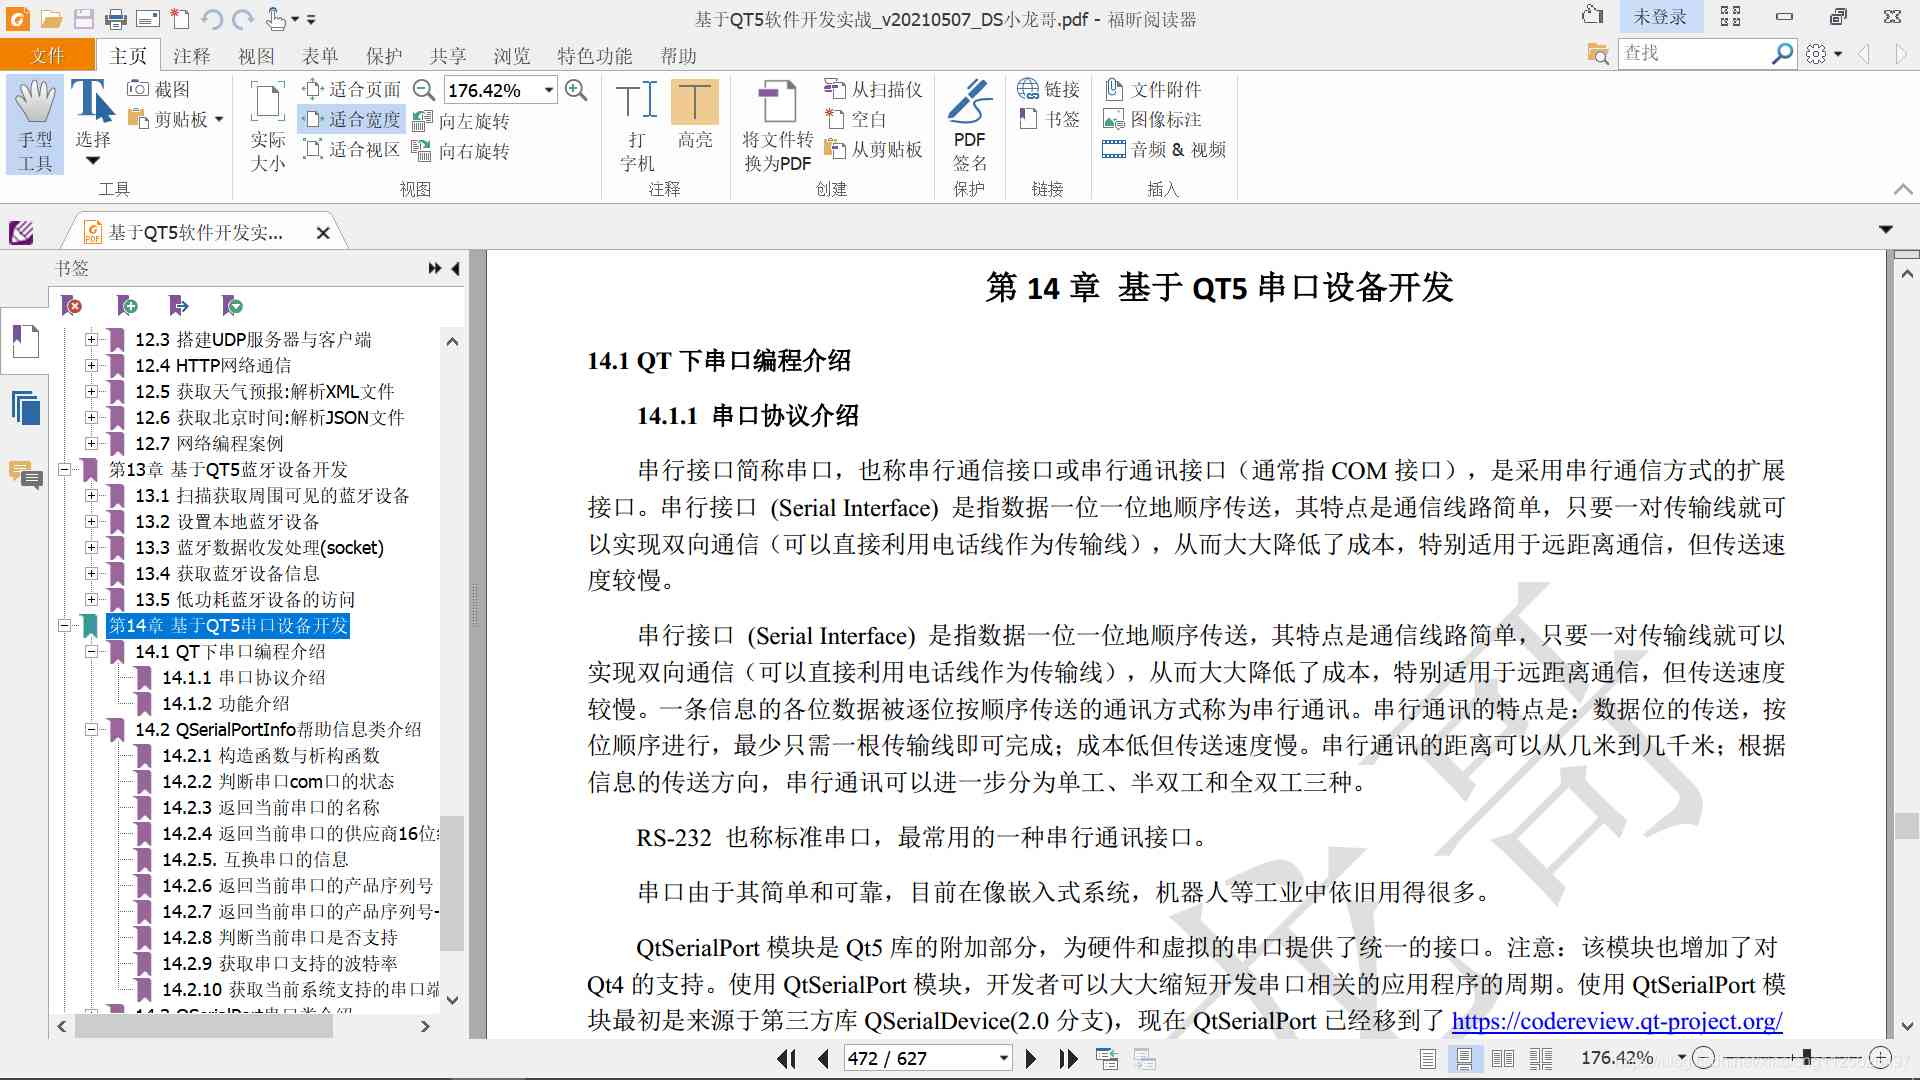 基于QT5软件开发实战_v20210507_DS小龙哥.pdf - 福昕阅读器
未登录
文件 主页 注释 视图 表单 保护 共享 浏览 特色功能 帮助
查找
手型
工具
选择
截图
剪贴板
工具
实际
大小
适合页面
适合宽度
适合视区
176.42%
向左旋转
向右旋转
视图
打
字机
高亮
注释
将文件转
换为PDF
从扫描仪
空白
从剪贴板
创建
PDF
签名
保护
链接
书签
链接
文件附件
图像标注
音频 & 视频
插入
基于QT5软件开发实...
书签
12.3 搭建UDP服务器与客户端
12.4 HTTP网络通信
12.5 获取天气预报:解析XML文件
12.6 获取北京时间:解析JSON文件
12.7 网络编程案例
第13章 基于QT5蓝牙设备开发
13.1 扫描获取周围可见的蓝牙设备
13.2 设置本地蓝牙设备
13.3 蓝牙数据收发处理(socket)
13.4 获取蓝牙设备信息
13.5 低功耗蓝牙设备的访问
第14章 基于QT5串口设备开发
14.1 QT下串口编程介绍
14.1.1 串口协议介绍
14.1.2 功能介绍
14.2 QSerialPortInfo帮助信息类介绍
14.2.1 构造函数与析构函数
14.2.2 判断串口com口的状态
14.2.3 返回当前串口的名称
14.2.4 返回当前串口的供应商16位
14.2.5. 互换串口的信息
14.2.6 返回当前串口的产品序列号
14.2.7 返回当前串口的产品序列号-
14.2.8 判断当前串口是否支持
14.2.9 获取串口支持的波特率
14.2.10 获取当前系统支持的串口端
第 14 章 基于 QT5 串口设备开发
14.1 QT 下串口编程介绍
14.1.1 串口协议介绍
串行接口简称串口，也称串行通信接口或串行通讯接口（通常指 COM 接口），是采用串行通信方式的扩展
接口。串行接口 (Serial Interface) 是指数据一位一位地顺序传送，其特点是通信线路简单，只要一对传输线就可
以实现双向通信（可以直接利用电话线作为传输线），从而大大降低了成本，特别适用于远距离通信，但传送速
度较慢。
串行接口 (Serial Interface) 是指数据一位一位地顺序传送，其特点是通信线路简单，只要一对传输线就可以
实现双向通信（可以直接利用电话线作为传输线），从而大大降低了成本，特别适用于远距离通信，但传送速度
较慢。一条信息的各位数据被逐位按顺序传送的通讯方式称为串行通讯。串行通讯的特点是：数据位的传送，按
位顺序进行，最少只需一根传输线即可完成；成本低但传送速度慢。串行通讯的距离可以从几米到几千米；根据
信息的传送方向，串行通讯可以进一步分为单工、半双工和全双工三种。
RS-232 也称标准串口，最常用的一种串行通讯接口。
串口由于其简单和可靠，目前在像嵌入式系统，机器人等工业中依旧用得很多。
QtSerialPort 模块是 Qt5 库的附加部分，为硬件和虚拟的串口提供了统一的接口。注意：该模块也增加了对
Qt4 的支持。使用 QtSerialPort 模块，开发者可以大大缩短开发串口相关的应用程序的周期。使用 QtSerialPort 模
块最初是来源于第三方库 QSerialDevice(2.0 分支)，现在 QtSerialPort 已经移到了 https://codereview.qt-project.org/
哥
472 / 627
176.42%